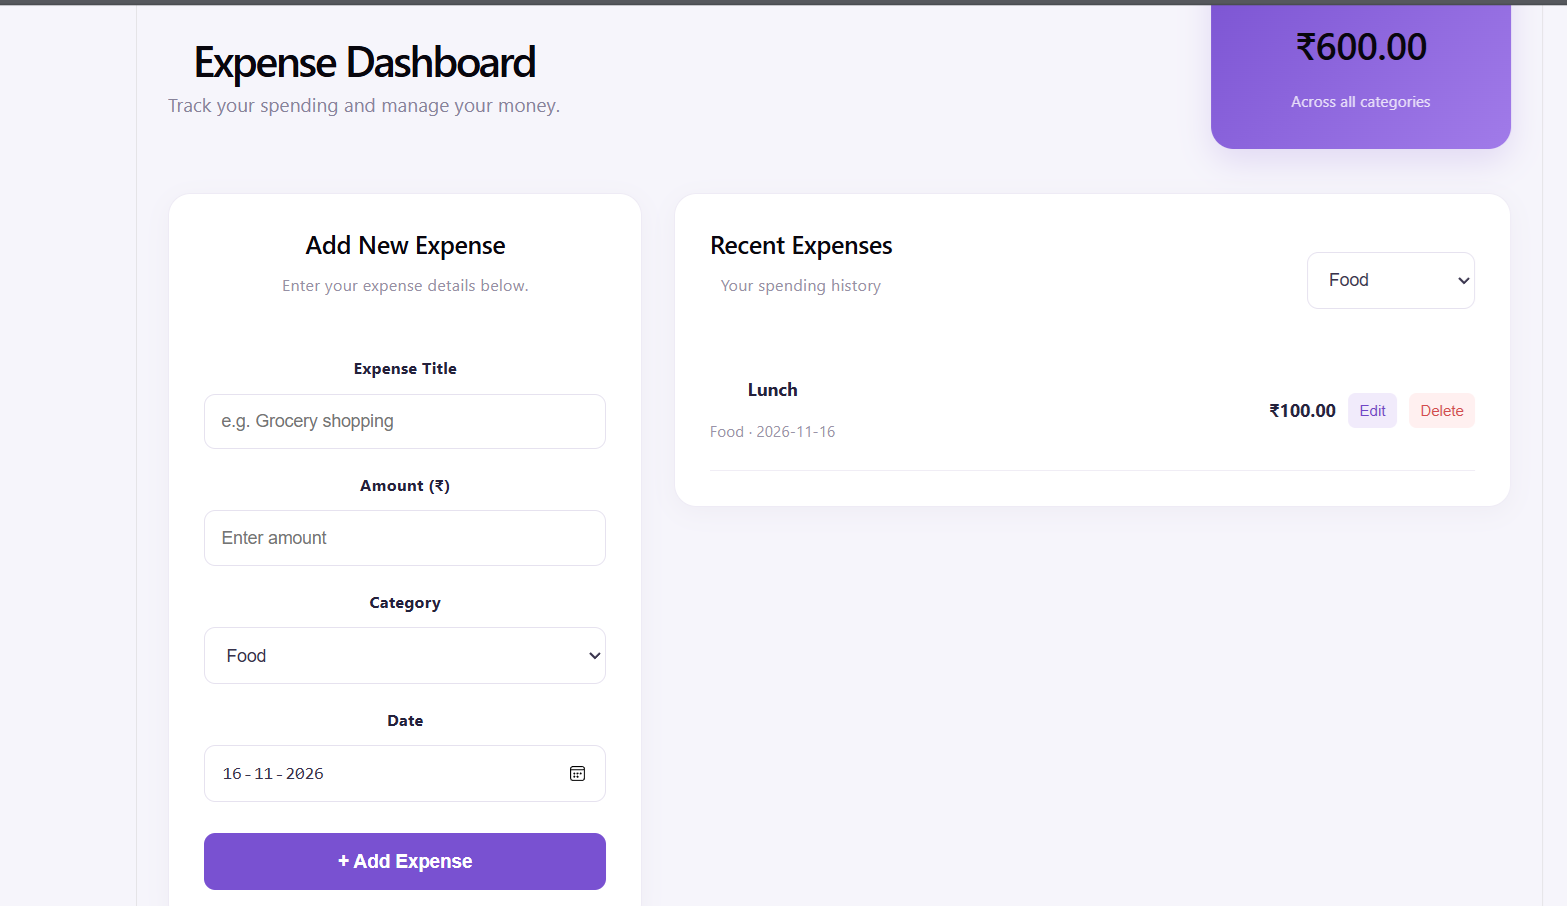 Expense Dashboard
Track your spending and manage your money.
₹600.00
Across all categories
Add New Expense
Enter your expense details below.
Expense Title
e.g. Grocery shopping
Amount (₹)
Enter amount
Category
Food
Date
16-11-2026
+ Add Expense
Recent Expenses
Your spending history
Food
Lunch
Food · 2026-11-16
₹100.00 Edit Delete